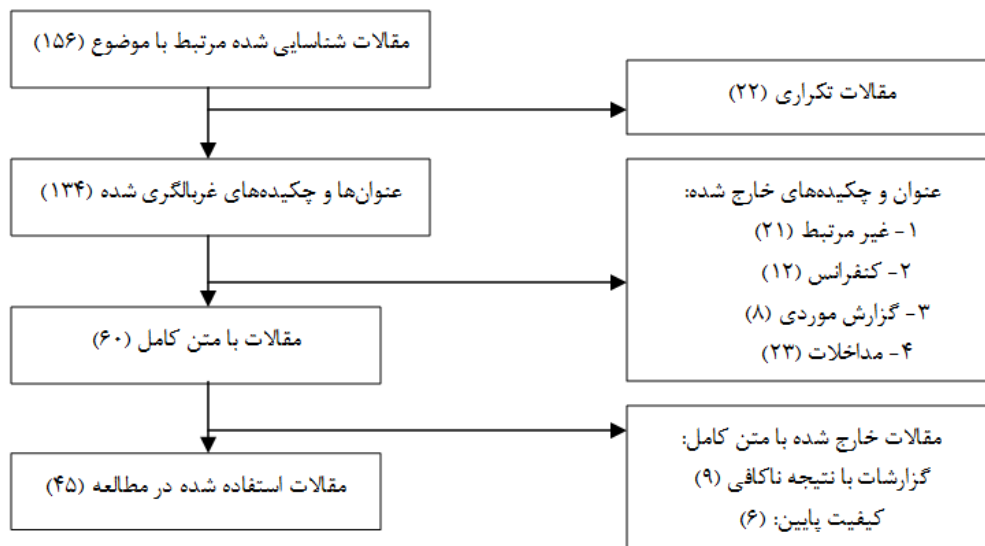 مقالات شناسایی شده مرتبط با موضوع (۱۵۶)
مقالات تکراری (۲۲)
عنوان‌ها و چکیده‌های غربالگری شده (۱۳۴)
عنوان و چکیده‌های خارج شده:
۱- غیر مرتبط (۲۱)
۲- کنفرانس (۱۲)
۳- گزارش موردی (۸)
۴- مداخلات (۲۳)
مقالات با متن کامل (۶۰)
مقالات خارج شده با متن کامل:
گزارشات با نتیجه ناکافی (۹)
کیفیت پایین: (۶)
مقالات استفاده شده در مطالعه (۴۵)